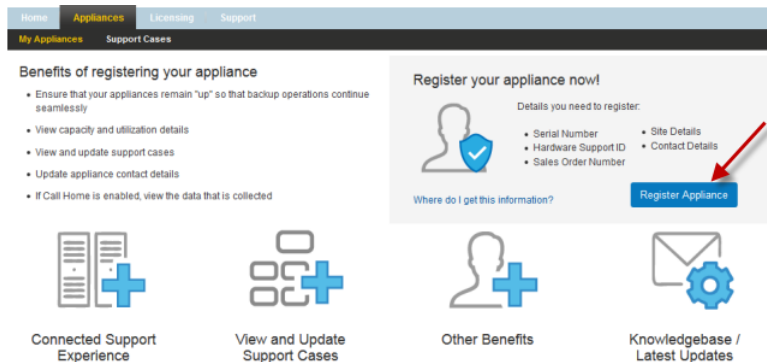 Home Appliances Licensing Support
My Appliances Support Cases
Benefits of registering your appliance
Ensure that your appliances remain "up" so that backup operations continue
seamlessly
View capacity and utilization details
View and update support cases
Update appliance contact details
If Call Home is enabled, view the data that is collected
Register your appliance now!
Details you need to register:
Serial Number
Hardware Support ID
Sales Order Number
Site Details
Contact Details
Where do I get this information?
Register Appliance
Connected Support
Experience
View and Update
Support Cases
Other Benefits
Knowledgebase /
Latest Updates